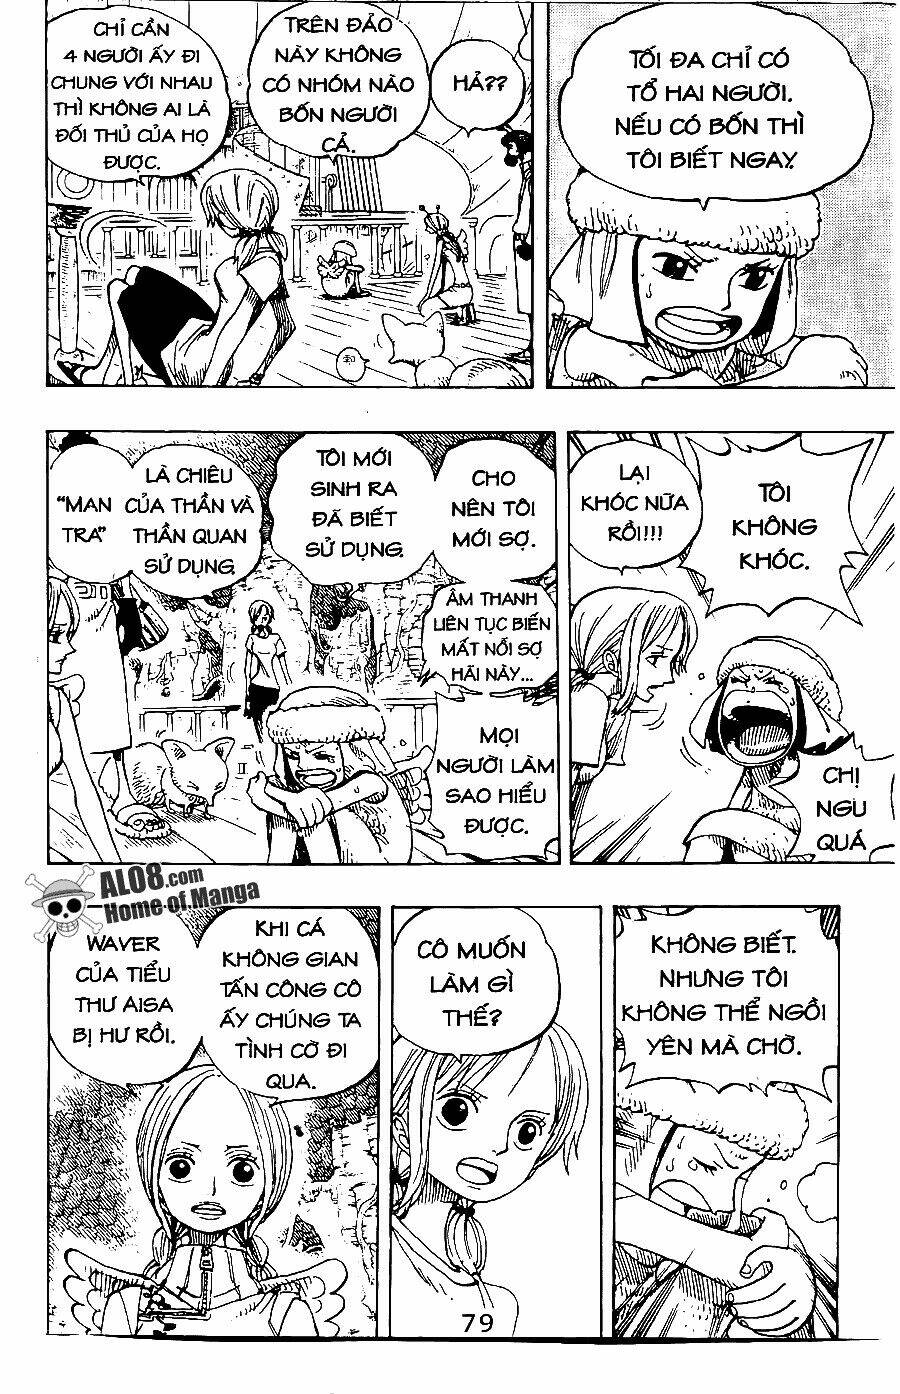 TỐI ĐA CHỈ CÓ
TỔ HAI NGƯỜI.
NẾU CÓ BỐN THÌ
TÔI BIẾT NGAY.
HẢ??
TRÊN ĐẢO
NÀY KHÔNG
CÓ NHÓM NÀO
BỐN NGƯỜI
CẢ.
CHỈ CẦN
4 NGƯỜI ẤY ĐI
CHUNG VỚI NHAU
THÌ KHÔNG AI LÀ
ĐỐI THỦ CỦA HỌ
ĐƯỢC.
TÔI
KHÔNG
KHÓC.
LẠI
KHÓC NỮA
RỒI!!!!
CHỊ
NGU
QUÁ
CHO
NÊN TÔI
MỚI SỢ.
ÂM THANH
LIÊN TỤC BIẾN
MẤT NỖI SỢ
HÃI NÀY...
MỌI
NGƯỜI LÀM
SAO HIỂU
ĐƯỢC.
TÔI MỚI
SINH RA
ĐÃ BIẾT
SỬ DỤNG.
LÀ CHIÊU
CỦA THẦN VÀ
THẦN QUAN
SỬ DỤNG.
"MAN
TRA"
AL08.com
Home of Manga
KHÔNG BIẾT.
NHƯNG TÔI
KHÔNG THỂ NGỒI
YÊN MÀ CHỜ.
CÔ MUỐN
LÀM GÌ
THẾ?
KHI CÁ
KHÔNG GIAN
TẤN CÔNG CÔ
ẤY CHÚNG TA
TÌNH CỜ ĐI
QUA.
WAVER
CỦA TIỂU
THƯ AISA
BỊ HƯ RỒI.
79